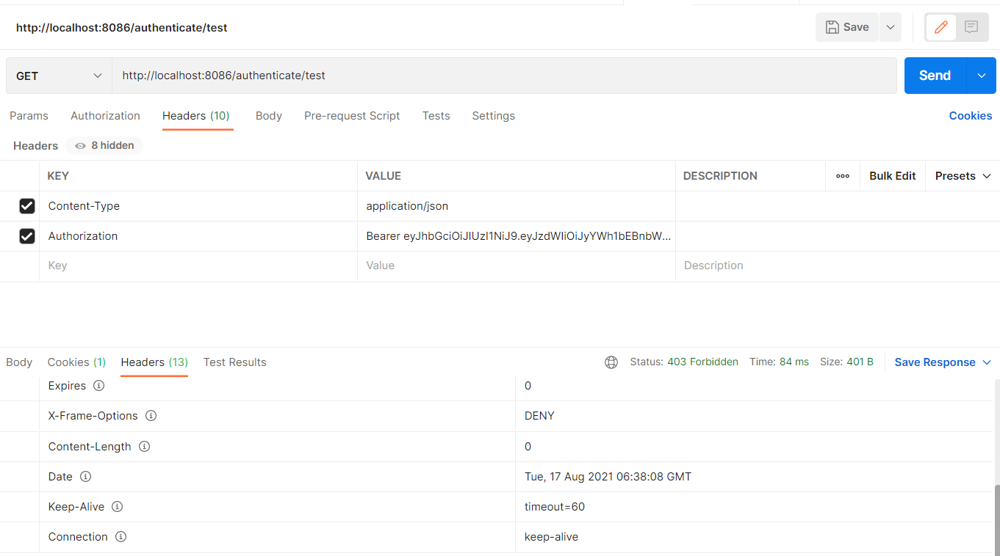 http://localhost:8086/authenticate/test
Save
GET
http://localhost:8086/authenticate/test
Send
Params Authorization Headers (10) Body Pre-request Script Tests Settings Cookies
Headers 8 hidden
KEY VALUE DESCRIPTION ooo Bulk Edit Presets
Content-Type application/json
Authorization Bearer eyJhbGciOiJIUzI1NiJ9.eyJzdWIiOiJyYWh1bEBnbW...
Key Value Description
Body Cookies (1) Headers (13) Test Results Status: 403 Forbidden Time: 84 ms Size: 401 B Save Response
Expires 0
X-Frame-Options DENY
Content-Length 0
Date Tue, 17 Aug 2021 06:38:08 GMT
Keep-Alive timeout=60
Connection keep-alive